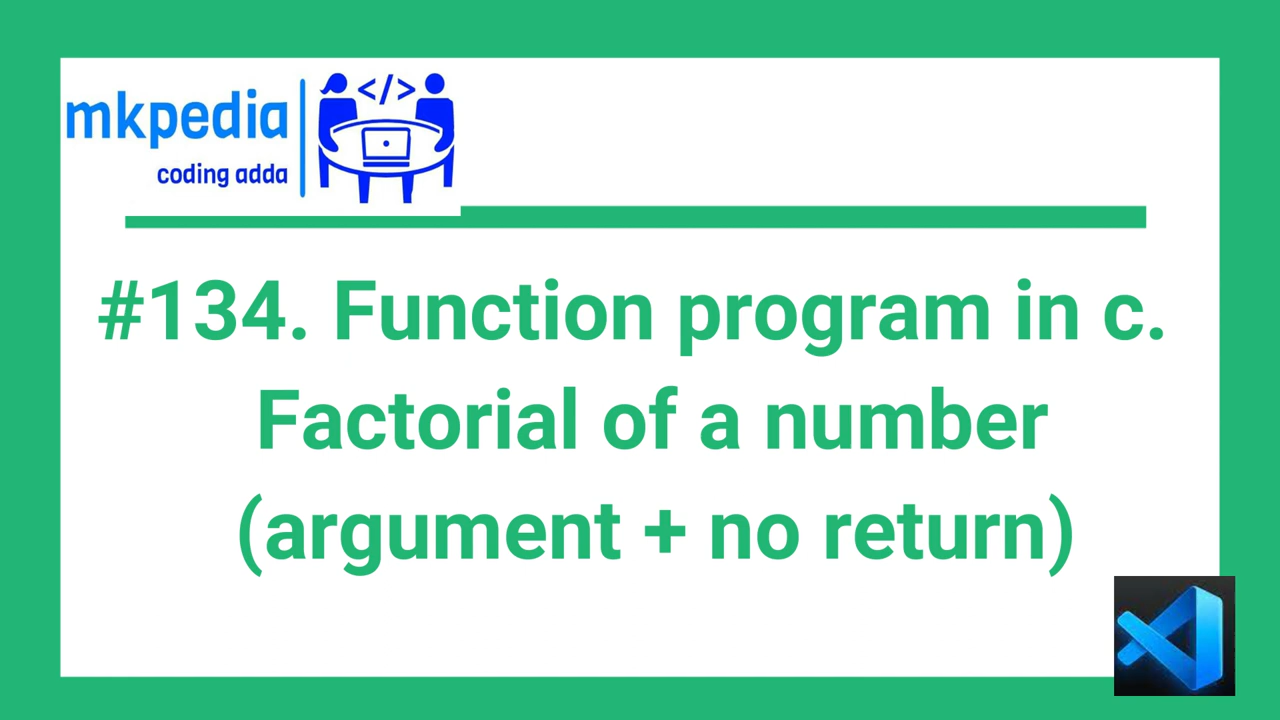 mkpedia
coding adda
</>
#134. Function program in c.
Factorial of a number
(argument + no return)